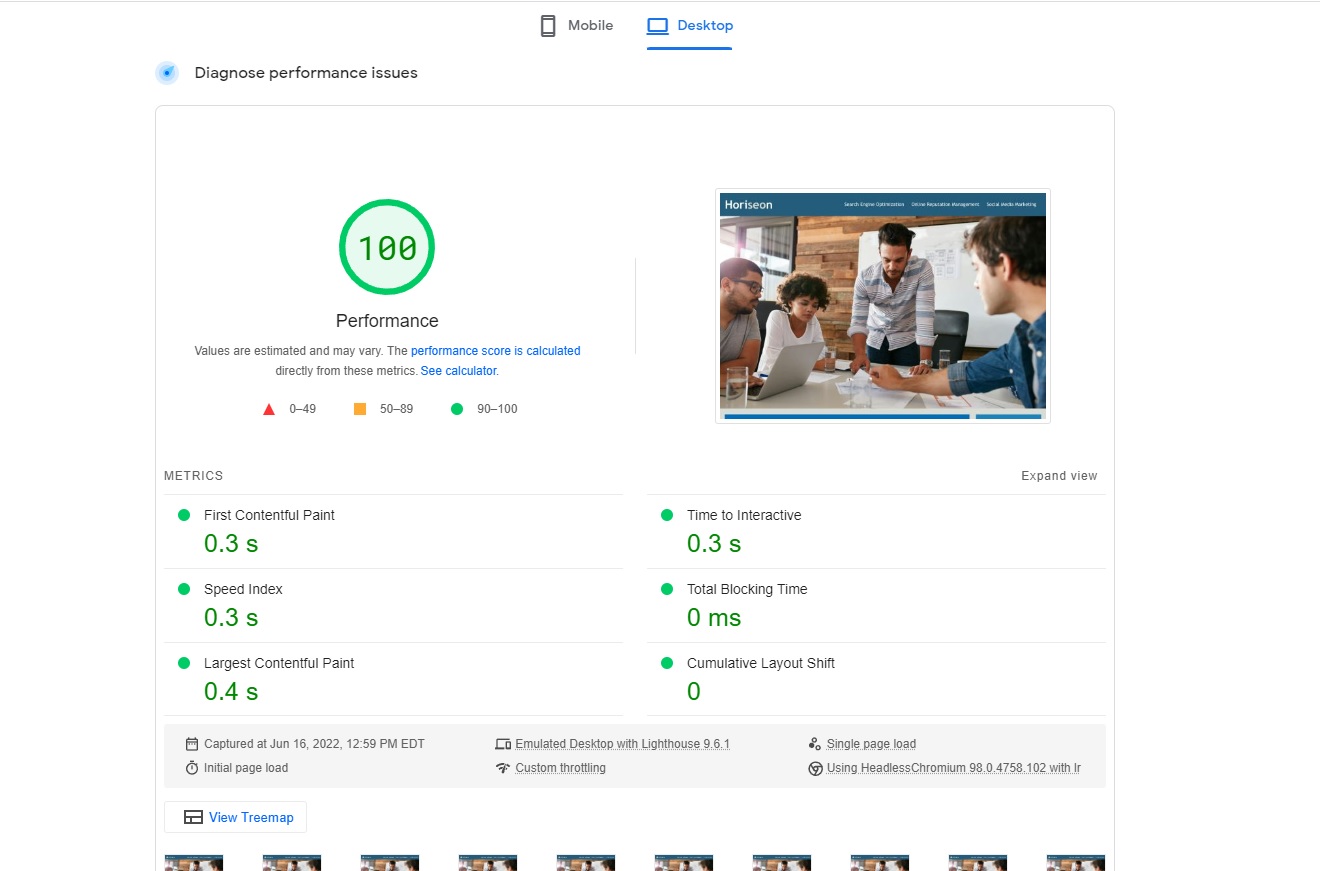 Mobile
Desktop
Diagnose performance issues
100
Performance
Values are estimated and may vary. The performance score is calculated
directly from these metrics. See calculator.
0–49
50–89
90–100
Horiseon
Search Engine Optimization
Online Reputation Management
Social Media Marketing
METRICS
Expand view
First Contentful Paint
0.3 s
Time to Interactive
0.3 s
Speed Index
0.3 s
Total Blocking Time
0 ms
Largest Contentful Paint
0.4 s
Cumulative Layout Shift
0
Captured at Jun 16, 2022, 12:59 PM EDT
Emulated Desktop with Lighthouse 9.6.1
Single page load
Initial page load
Custom throttling
Using HeadlessChromium 98.0.4758.102 with lr
View Treemap